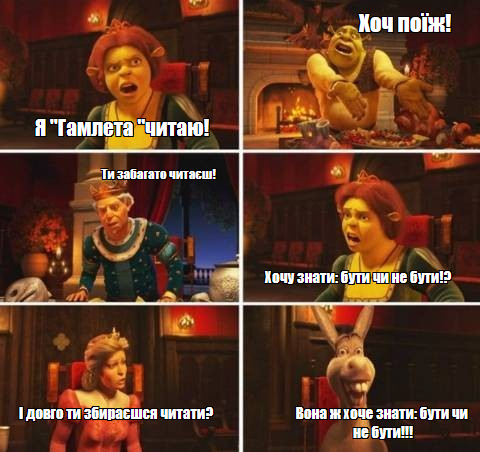 Я "Гамлета "читаю!
Хоч поїж!
Ти забагато читаєш!
Хочу знати: бути чи не бути!?
І довго ти збираєшся читати?
Вона ж хоче знати: бути чи
не бути!!!